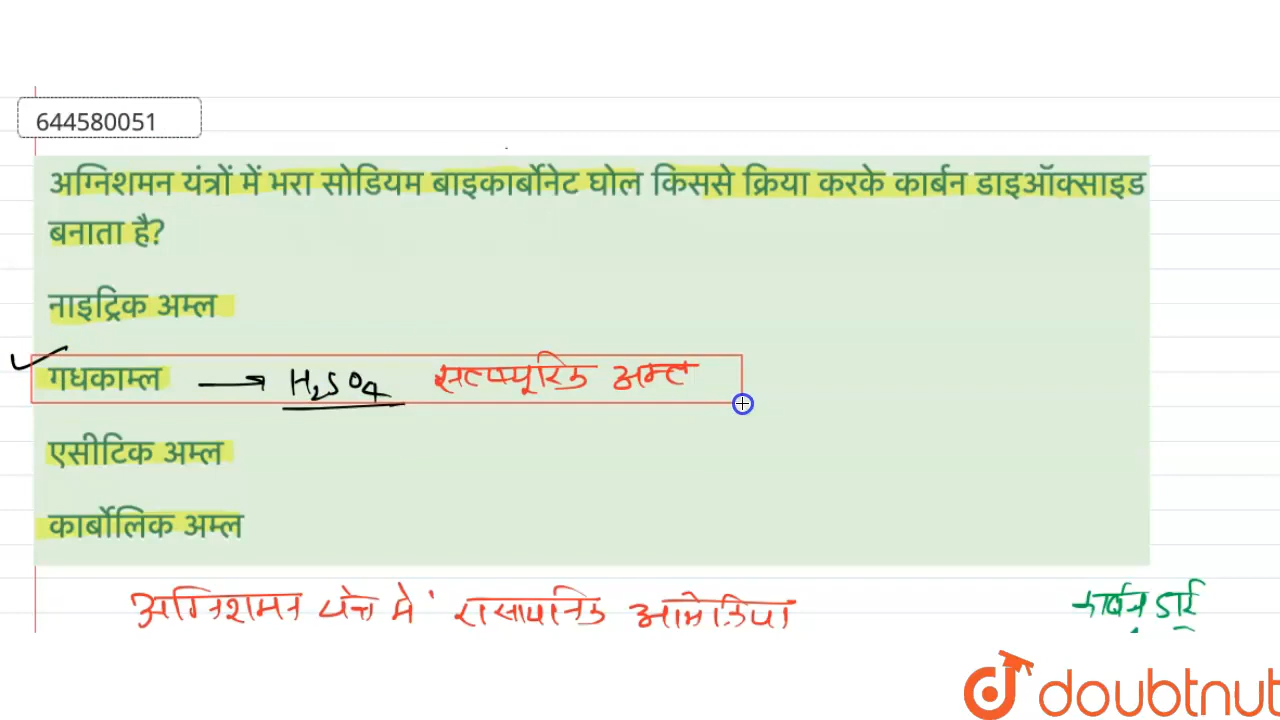 644580051
अग्निशमन यंत्रों में भरा सोडियम बाइकार्बोनेट घोल किससे क्रिया करके कार्बन डाइऑक्साइड
बनाता है?
नाइट्रिक अम्ल
गधकाम्ल → H₂SO₄ सल्फ्यूरिक अम्ल
एसीटिक अम्ल
कार्बोलिक अम्ल
अग्निशमन यंत्र में रासायनिक अभिक्रिया कार्बन डाई
doubtnut